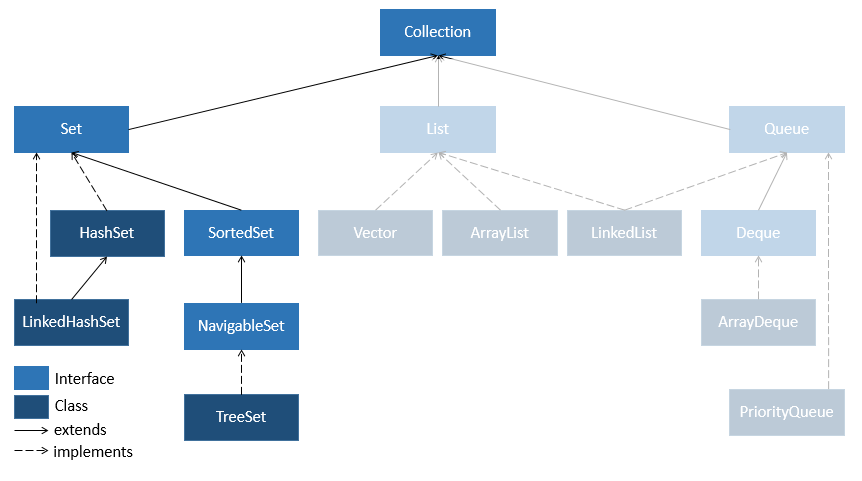 Collection
Set
List
Queue
HashSet
SortedSet
Vector
ArrayList
LinkedList
Deque
LinkedHashSet
NavigableSet
ArrayDeque
Interface
Class
extends
implements
TreeSet
PriorityQueue